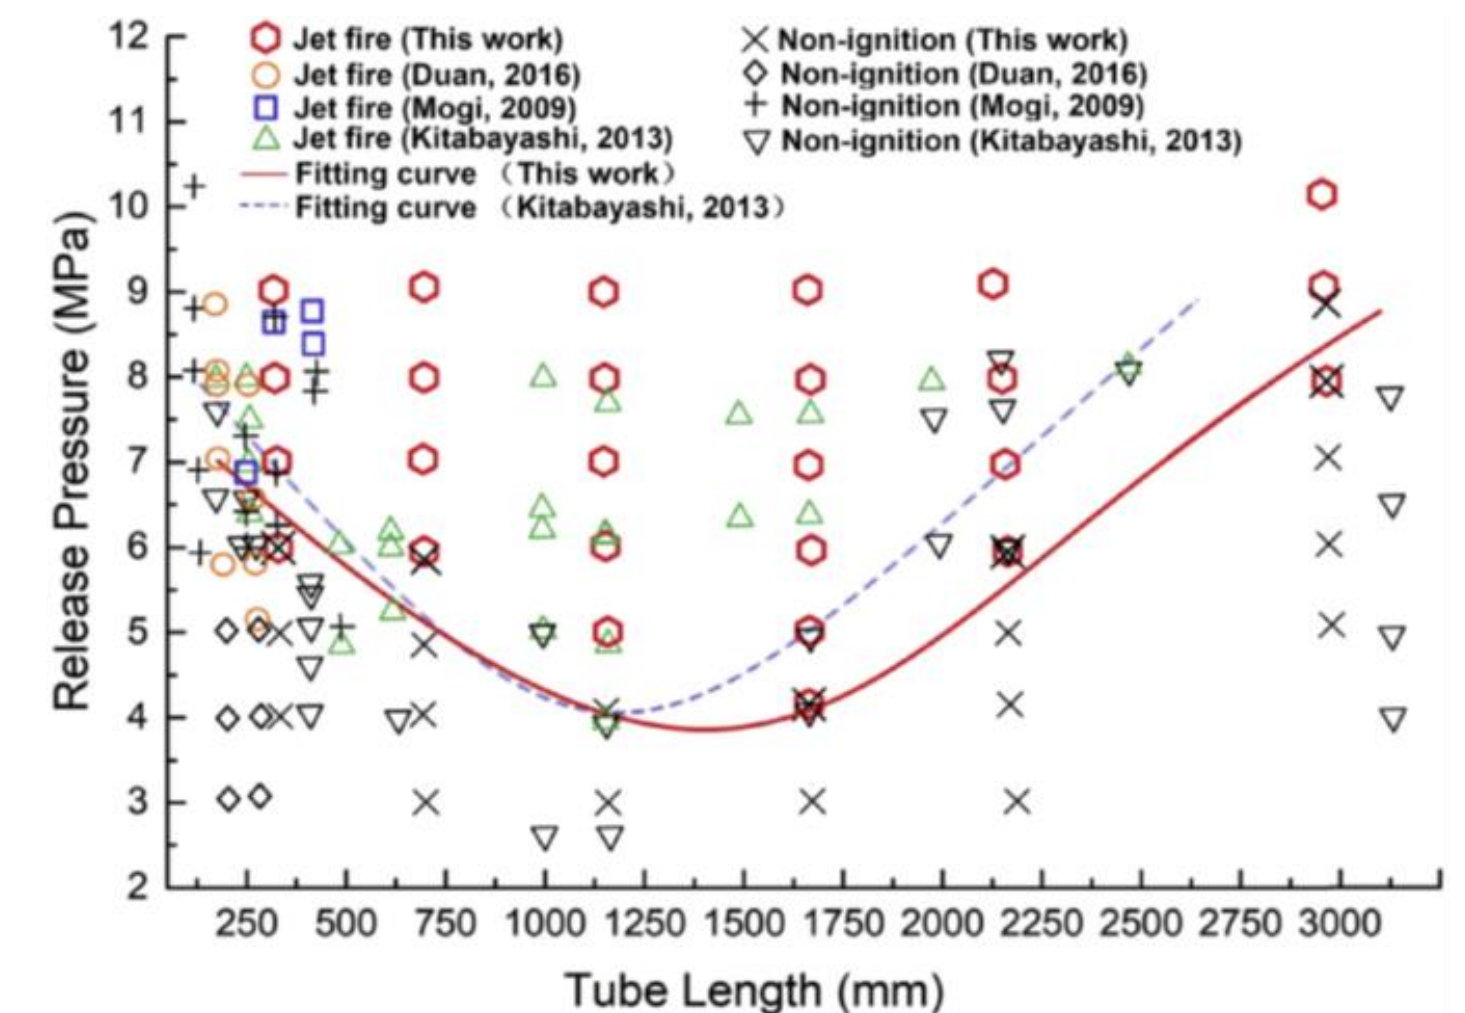 12
11
10
9
8
7
6
5
4
3
2
Release Pressure (MPa)
Jet fire (This work)
Jet fire (Duan, 2016)
Jet fire (Mogi, 2009)
Jet fire (Kitabayashi, 2013)
Fitting curve （This work）
Fitting curve （Kitabayashi, 2013）
Non-ignition (This work)
Non-ignition (Duan, 2016)
Non-ignition (Mogi, 2009)
Non-ignition (Kitabayashi, 2013)
250 500 750 1000 1250 1500 1750 2000 2250 2500 2750 3000
Tube Length (mm)